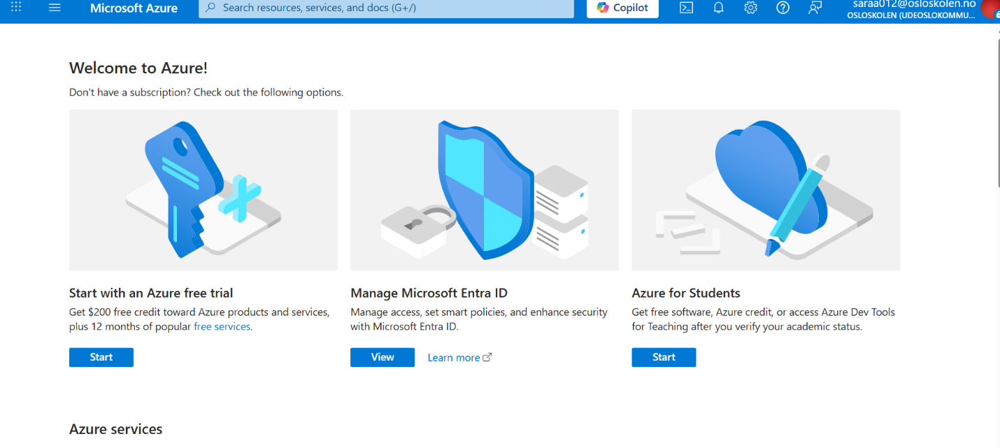 Microsoft Azure
Search resources, services, and docs (G+/)
Copilot
saraa012@osloskolen.no
OSLOSKOLEN (UDEOSLOKOMMU...
Welcome to Azure!
Don't have a subscription? Check out the following options.
Start with an Azure free trial
Get $200 free credit toward Azure products and services,
plus 12 months of popular free services.
Start
Manage Microsoft Entra ID
Manage access, set smart policies, and enhance security
with Microsoft Entra ID.
View
Learn more
Azure for Students
Get free software, Azure credit, or access Azure Dev Tools
for Teaching after you verify your academic status.
Start
Azure services